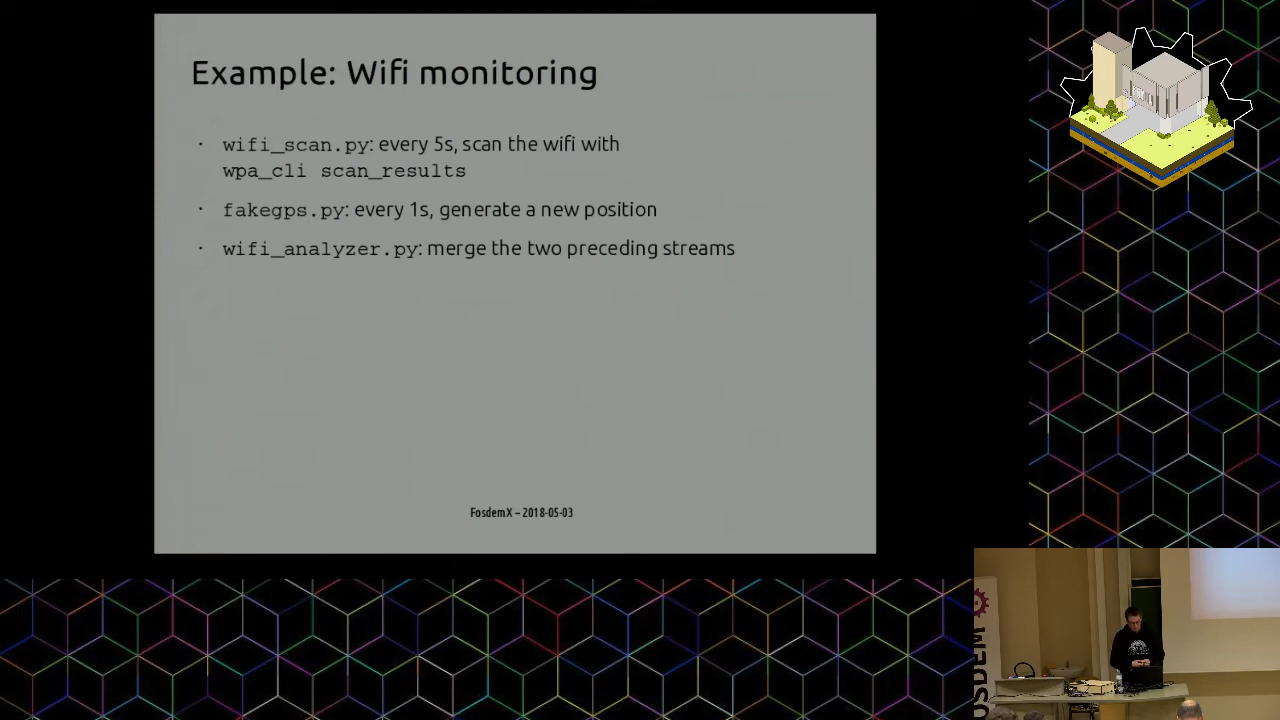 Example: Wifi monitoring
· wifi_scan.py: every 5s, scan the wifi with
wpa_cli scan_results
· fakegps.py: every 1s, generate a new position
· wifi_analyzer.py: merge the two preceding streams
FosdemX – 2018-05-03
OSDEM